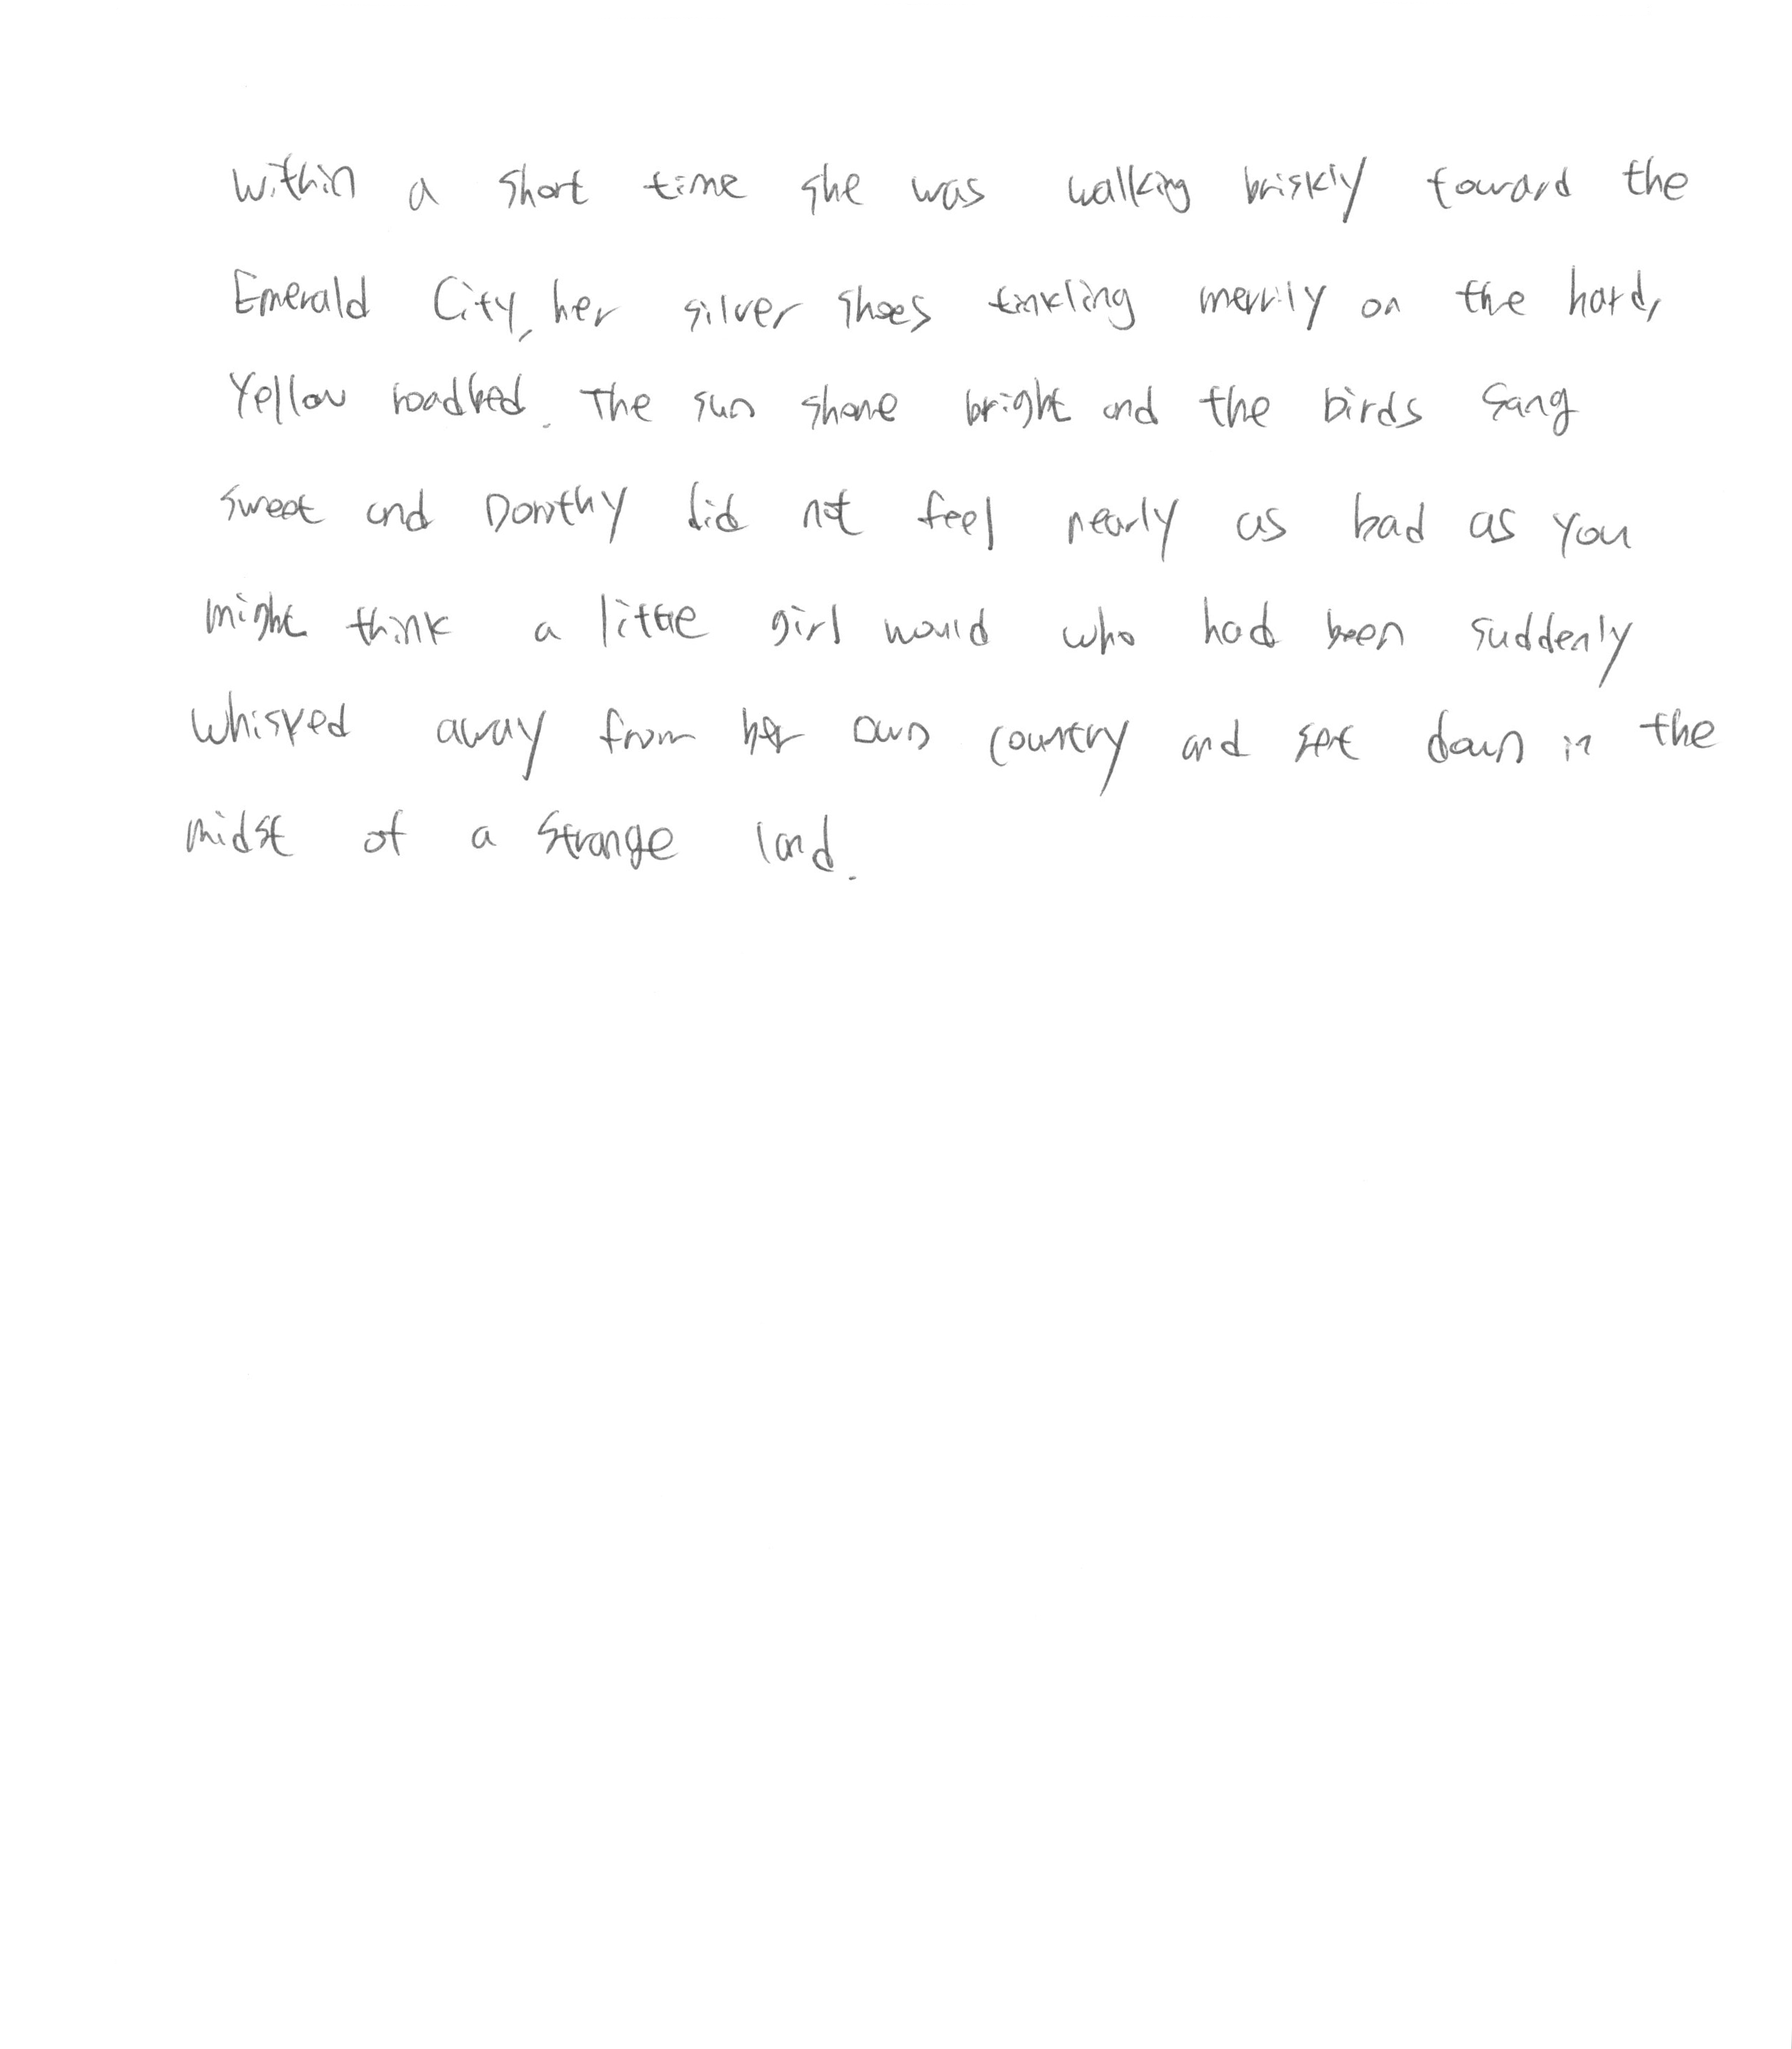 Within a short time she was walking briskly toward the
Emerald City, her silver shoes tinkling merrily on the hard,
Yellow roadbed. The sun shone bright and the birds sang
sweet and Dorothy did not feel nearly as bad as you
might think a little girl would who had been suddenly
whisked away from her own country and set down in the
midst of a strange land.